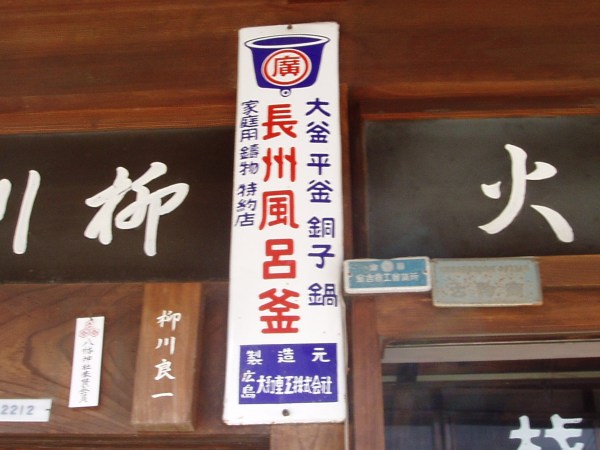 廣
大釜 平釜 銅子 鍋
長州風呂釜
家庭用 鋳物 特約店
製造元
広島
大和重工株式会社
火
柳川
柳川良一
2212